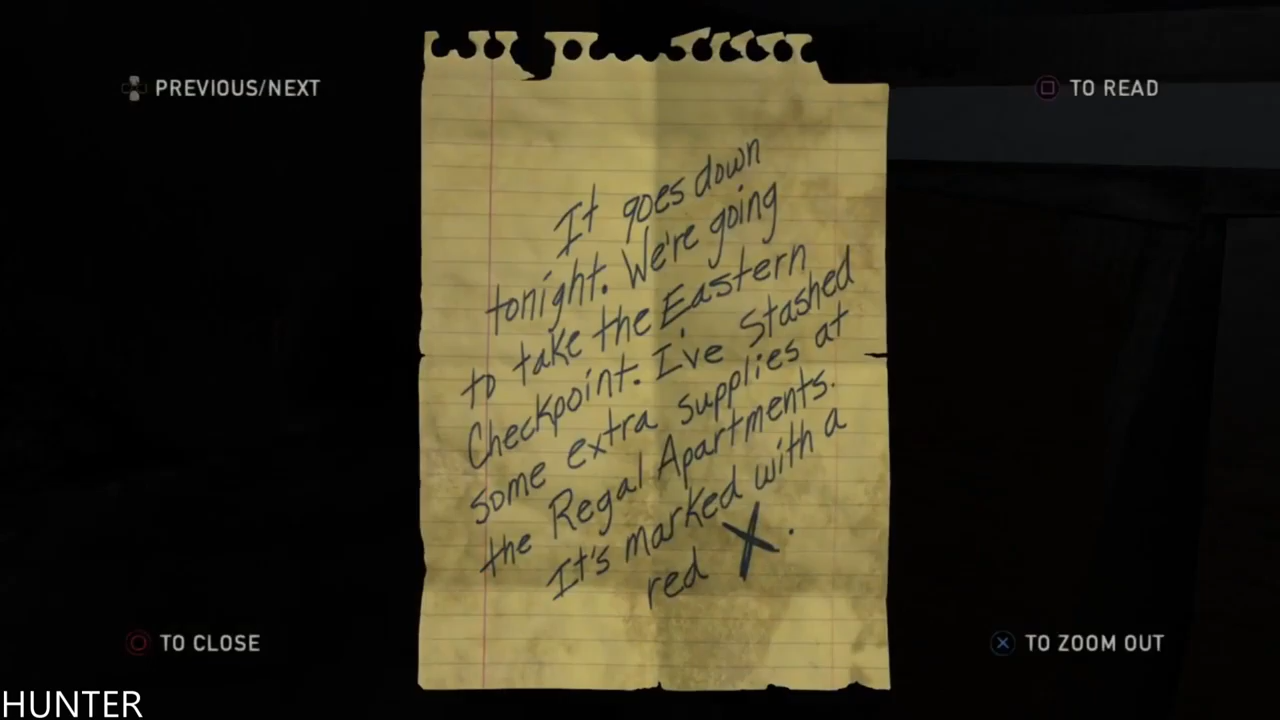 PREVIOUS/NEXT
TO READ
It goes down
tonight. We're going
to take the Eastern
Checkpoint. I've Stashed
some extra supplies at
the Regal Apartments.
It's marked with a
red X.
TO CLOSE
TO ZOOM OUT
HUNTER